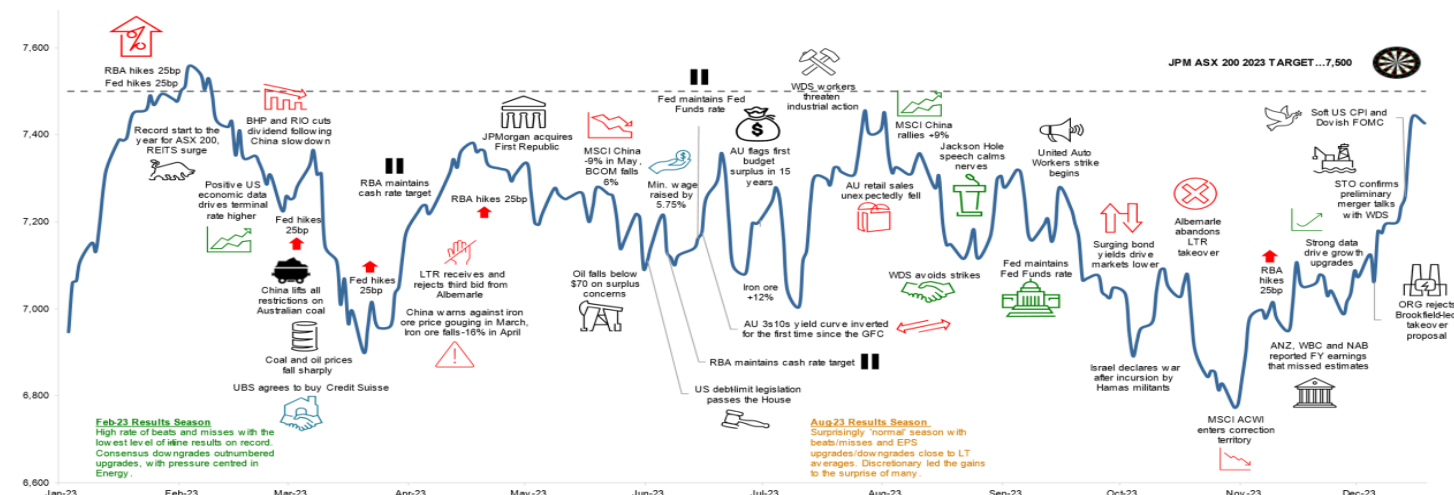 7,600
7,400
7,200
7,000
6,800
6,600
RBA hikes 25bp
Fed hikes 25bp
Record start to the
year for ASX 200,
REITS surge
BHP and RIO cuts
dividend following
China slowdown
Positive US
economic data
drives terminal
rate higher
Fed hikes
25bp
China lifts all
restrictions on
Australian coal
Coal and oil prices
fall sharply
UBS agrees to buy Credit Suisse
Fed hikes
25bp
RBA maintains
cash rate target
JPMorgan acquires
First Republic
RBA hikes 25bp
LTR receives and
rejects third bid from
Albemarle
China warns against iron
ore price gouging in March,
Iron ore falls-16% in April
MSCI China
-9% in May,
BCOM falls
6%
Oil falls below
$70 on surplus
concerns
Min. wage
raised by
5.75%
Fed maintains Fed
Funds rate
AU flags first
budget
surplus in 15
years
Iron ore
+12%
AU 3s10s yield curve inverted
for the first time since the GFC
RBA maintains cash rate target
US debt-limit legislation
passes the House
WDS workers
threaten
industrial action
MSCI China
rallies +9%
AU retail sales
unexpectedly fell
Jackson Hole
speech calms
nerves
WDS avoids strikes
Fed maintains
Fed Funds rate
United Auto
Workers strike
begins
Surging bond
yields drive
markets lower
Israel declares war
after incursion by
Hamas militants
Albemarle
abandons
LTR
takeover
MSCI ACWI
enters correction
territory
RBA
hikes
25bp
ANZ, WBC and NAB
reported FY earnings
that missed estimates
Strong data
drive growth
upgrades
STO confirms
preliminary
merger talks
with WDS
Soft US CPI and
Dovish FOMC
ORG rejects
Brookfield-led
takeover
proposal
JPM ASX 200 2023 TARGET...7,500
Feb-23 Results Season
High rate of beats and misses with the
lowest level of inline results on record.
Consensus downgrades outnumbered
upgrades, with pressure centred in
Energy.
Aug-23 Results Season
Surprisingly 'normal' season with
beats/misses and EPS
upgrades/downgrades close to LT
averages. Discretionary led the gains
to the surprise of many.
Jan-23
Feb-23
Mar-23
Apr-23
May-23
Jun-23
Jul-23
Aug-23
Sep-23
Oct-23
Nov-23
Dec-23